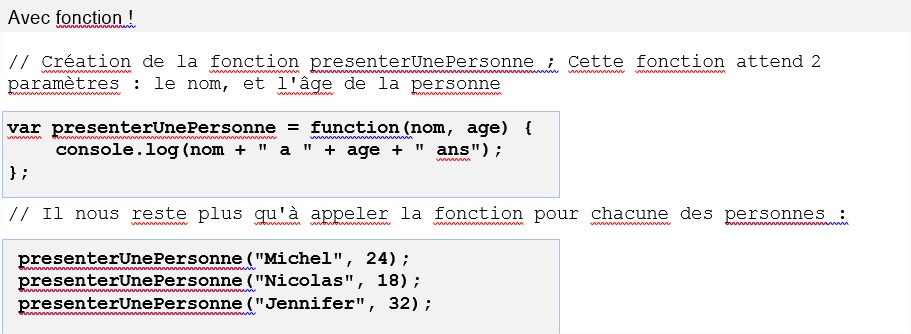 Avec fonction !
// Création de la fonction presenterUnePersonne ; Cette fonction attend 2
paramètres : le nom, et l'âge de la personne
var presenterUnePersonne = function(nom, age) {
    console.log(nom + " a " + age + " ans");
};
// Il nous reste plus qu'à appeler la fonction pour chacune des personnes :
presenterUnePersonne("Michel", 24);
presenterUnePersonne("Nicolas", 18);
presenterUnePersonne("Jennifer", 32);